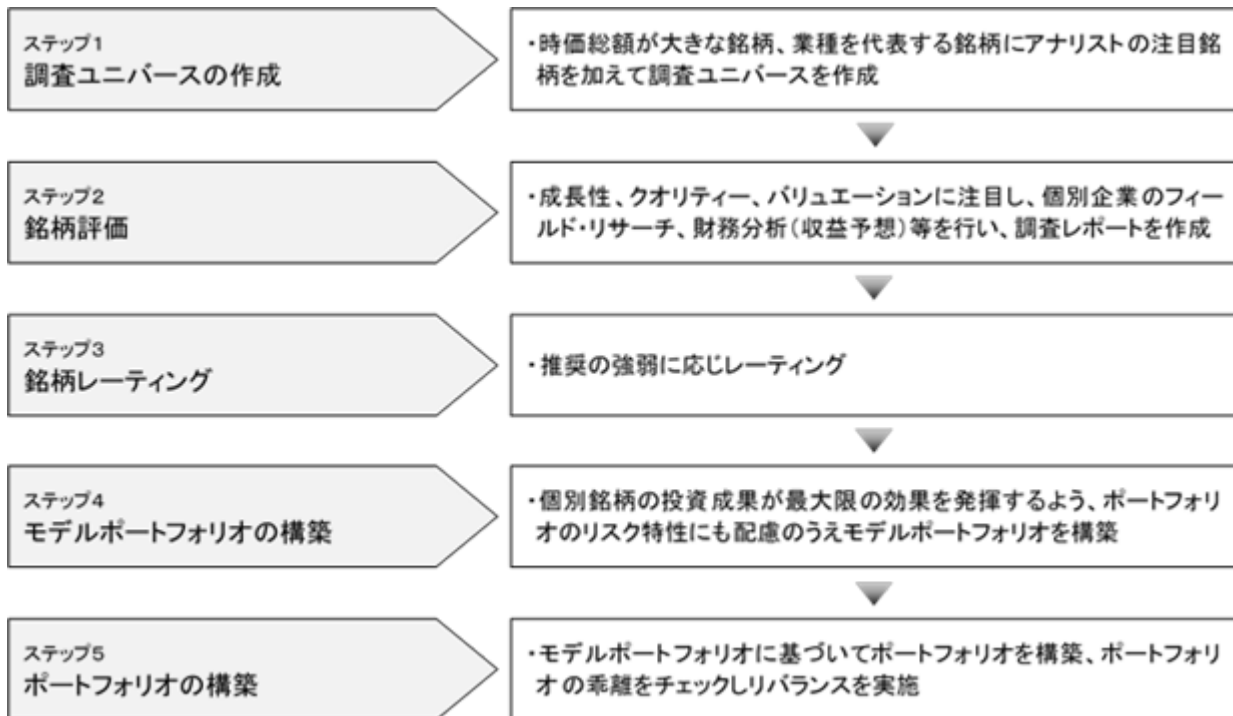 ステップ1
調査ユニバースの作成
・時価総額が大きな銘柄、業種を代表する銘柄にアナリストの注目銘
柄を加えて調査ユニバースを作成
ステップ2
銘柄評価
・成長性、クオリティー、バリュエーションに注目し、個別企業のフィー
ルド・リサーチ、財務分析(収益予想)等を行い、調査レポートを作成
ステップ3
銘柄レーティング
・推奨の強弱に応じレーティング
ステップ4
モデルポートフォリオの構築
・個別銘柄の投資成果が最大限の効果を発揮するよう、ポートフォリ
オのリスク特性にも配慮のうえモデルポートフォリオを構築
ステップ5
ポートフォリオの構築
・モデルポートフォリオに基づいてポートフォリオを構築、ポートフォリ
オの乖離をチェックしリバランスを実施